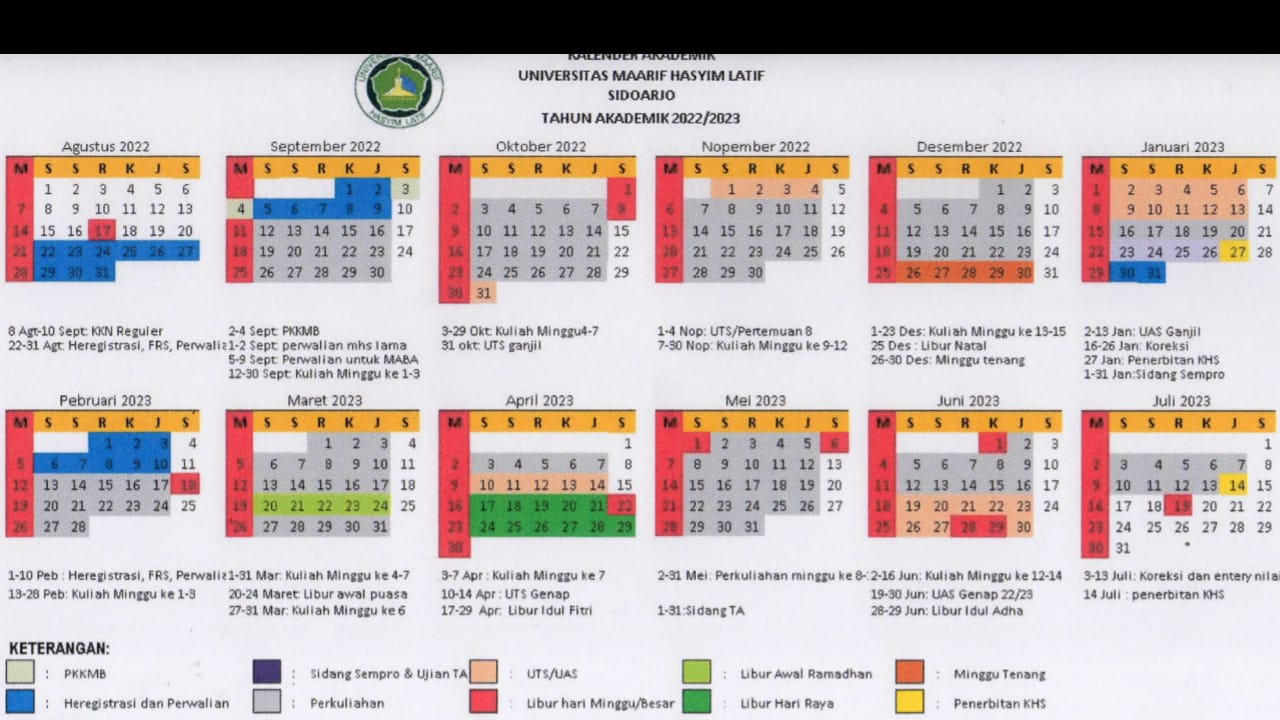 KALENDER AKADEMIK
UNIVERSITAS MAARIF HASYIM LATIF
SIDOARJO
TAHUN AKADEMIK 2022/2023
UNIVERSITAS MAARIF
HASYIM LATIF
Agustus 2022
M S S R K J S
1 2 3 4 5 6
7 8 9 10 11 12 13
14 15 16 17 18 19 20
21 22 23 24 25 26 27
28 29 30 31
8 Agt-10 Sept: KKN Reguler
22-31 Agt: Heregistrasi, FRS, Perwalia
September 2022
M S S R K J S
1 2 3
4 5 6 7 8 9 10
11 12 13 14 15 16 17
18 19 20 21 22 23 24
25 26 27 28 29 30
2-4 Sept: PKKMB
1-2 Sept: perwalian mhs lama
5-9 Sept: Perwalian untuk MABA
12-30 Sept: Kuliah Minggu ke 1-3
Oktober 2022
M S S R K J S
1
2 3 4 5 6 7 8
9 10 11 12 13 14 15
16 17 18 19 20 21 22
23 24 25 26 27 28 29
30 31
3-29 Okt: Kuliah Minggu4-7
31 okt: UTS ganjil
Nopember 2022
M S S R K J S
1 2 3 4 5
6 7 8 9 10 11 12
13 14 15 16 17 18 19
20 21 22 23 24 25 26
27 28 29 30
1-4 Nop: UTS/Pertemuan 8
7-30 Nop: Kuliah Minggu ke 9-12
Desember 2022
M S S R K J S
1 2 3
4 5 6 7 8 9 10
11 12 13 14 15 16 17
18 19 20 21 22 23 24
25 26 27 28 29 30 31
1-23 Des: Kuliah Minggu ke 13-15
25 Des : Libur Natal
26-30 Des: Minggu tenang
Januari 2023
M S S R K J S
1 2 3 4 5 6 7
8 9 10 11 12 13 14
15 16 17 18 19 20 21
22 23 24 25 26 27 28
29 30 31
2-13 Jan: UAS Ganjil
16-26 Jan: Koreksi
27 Jan: Penerbitan KHS
1-31 Jan:Sidang Sempro
Pebruari 2023
M S S R K J S
1 2 3 4
5 6 7 8 9 10 11
12 13 14 15 16 17 18
19 20 21 22 23 24 25
26 27 28
1-10 Peb : Heregistrasi, FRS, Perwalia
13-28 Peb: Kuliah Minggu ke 1-3
Maret 2023
M S S R K J S
1 2 3 4
5 6 7 8 9 10 11
12 13 14 15 16 17 18
19 20 21 22 23 24 25
26 27 28 29 30 31
1-31 Mar: Kuliah Minggu ke 4-7
20-24 Maret: Libur awal puasa
27-31 Mar: Kuliah Minggu ke 6
April 2023
M S S R K J S
1
2 3 4 5 6 7 8
9 10 11 12 13 14 15
16 17 18 19 20 21 22
23 24 25 26 27 28 29
30
3-7 Apr : Kuliah Minggu ke 7
10-14 Apr : UTS Genap
17-29 Apr: Libur Idul Fitri
Mei 2023
M S S R K J S
1 2 3 4 5 6
7 8 9 10 11 12 13
14 15 16 17 18 19 20
21 22 23 24 25 26 27
28 29 30 31
2-31 Mei: Perkuliahan minggu ke 8-
1-31:Sidang TA
Juni 2023
M S S R K J S
1 2 3
4 5 6 7 8 9 10
11 12 13 14 15 16 17
18 19 20 21 22 23 24
25 26 27 28 29 30
2-16 Jun: Kuliah Minggu ke 12-14
19-30 Jun: UAS Genap 22/23
28-29 Jun: Libur Idul Adha
Juli 2023
M S S R K J S
1
2 3 4 5 6 7 8
9 10 11 12 13 14 15
16 17 18 19 20 21 22
23 24 25 26 27 28 29
30 31
3-13 Juli: Koreksi dan entery nilai
14 Juli : penerbitan KHS
KETERANGAN:
: PKKMB : Sidang Sempro & Ujian TA : UTS/UAS : Libur Awal Ramadhan : Minggu Tenang
: Heregistrasi dan Perwalian : Perkuliahan : Libur hari Minggu/Besar : Libur Hari Raya : Penerbitan KHS